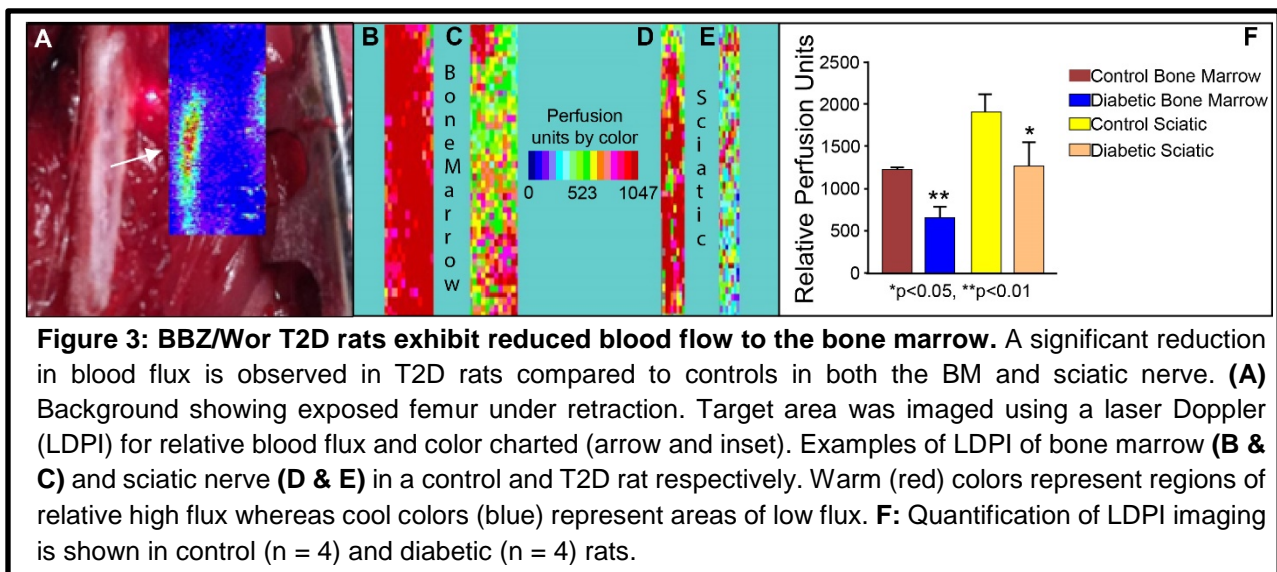 A
B
C
Bone Marrow
Perfusion
units by color
0 523 1047
D
E
Sciatic
F
Relative Perfusion Units
2500
2000
1500
1000
500
0
**
*
Control Bone Marrow
Diabetic Bone Marrow
Control Sciatic
Diabetic Sciatic
*p<0.05, **p<0.01
Figure 3: BBZ/Wor T2D rats exhibit reduced blood flow to the bone marrow. A significant reduction
in blood flux is observed in T2D rats compared to controls in both the BM and sciatic nerve. (A)
Background showing exposed femur under retraction. Target area was imaged using a laser Doppler
(LDPI) for relative blood flux and color charted (arrow and inset). Examples of LDPI of bone marrow (B &
C) and sciatic nerve (D & E) in a control and T2D rat respectively. Warm (red) colors represent regions of
relative high flux whereas cool colors (blue) represent areas of low flux. F: Quantification of LDPI imaging
is shown in control (n = 4) and diabetic (n = 4) rats.